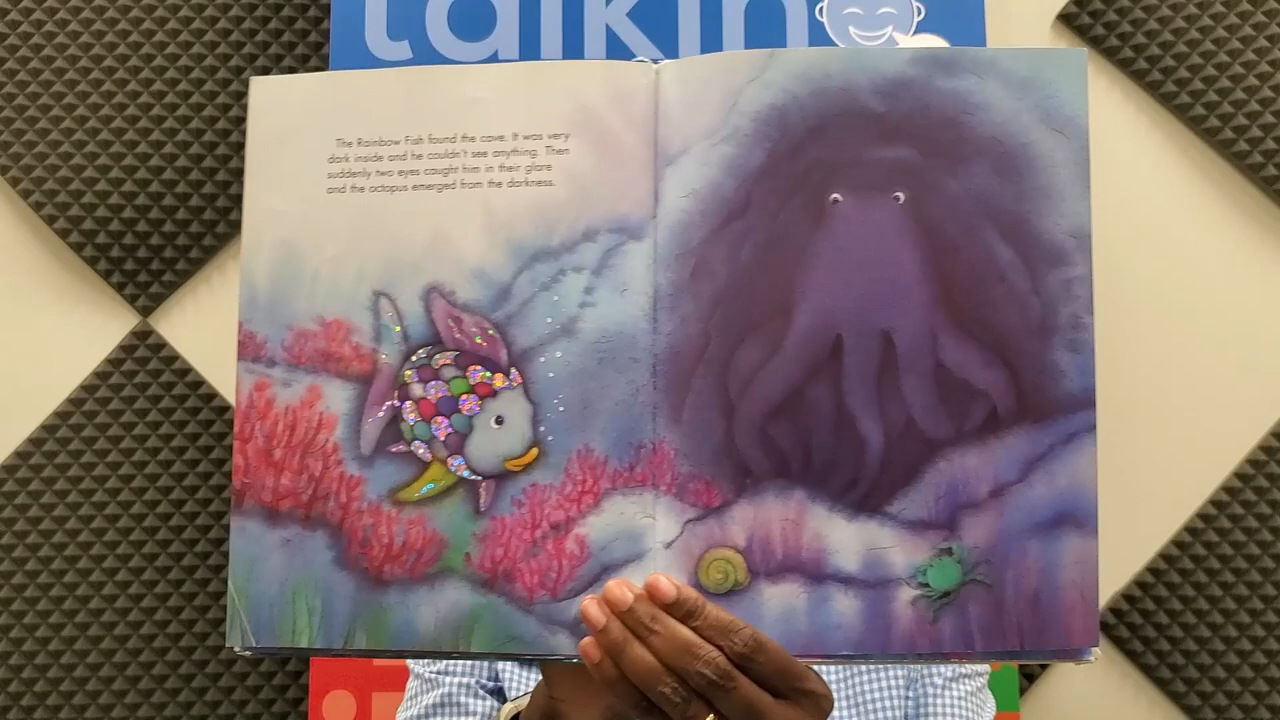 talkin
The Rainbow Fish found the cave. It was very
dark inside and he couldn't see anything. Then
suddenly two eyes caught him in their glare
and the octopus emerged from the darkness.